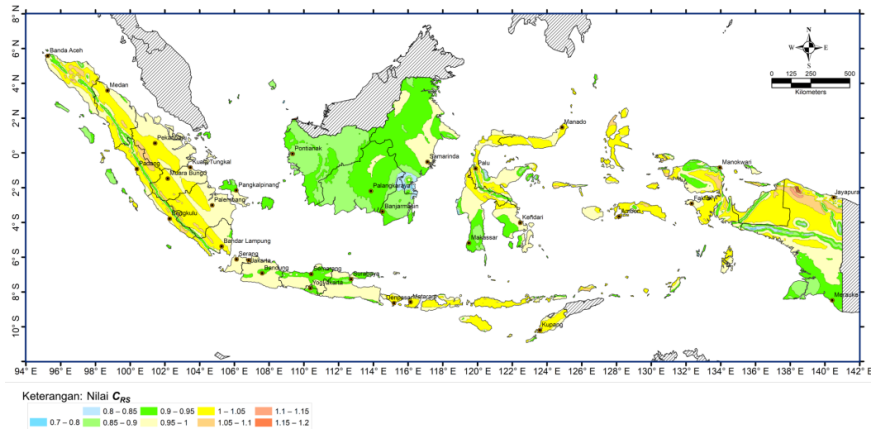 8° N
6° N
4° N
2° N
0°
2° S
4° S
6° S
8° S
10° S
N
W E
S
0 125 250 500
Kilometers
Banda Aceh
Medan
Pekanbaru
Padang
Kuala Tungkal
Muara Bungo
Pangkalpinang
Palembang
Bengkulu
Bandar Lampung
Serang
Jakarta
Bandung
Semarang
Yogyakarta
Surabaya
Denpasar
Mataram
Kupang
Pontianak
Samarinda
Palangkaraya
Banjarmasin
Manado
Palu
Kendari
Makassar
Ambon
Manokwari
Jayapura
Merauke
94° E 96° E 98° E 100° E 102° E 104° E 106° E 108° E 110° E 112° E 114° E 116° E 118° E 120° E 122° E 124° E 126° E 128° E 130° E 132° E 134° E 136° E 138° E 140° E 142° E
Keterangan: Nilai CRS
0.8 – 0.85 0.9 – 0.95 1 – 1.05 1.1 – 1.15
0.7 – 0.8 0.85 – 0.9 0.95 – 1 1.05 – 1.1 1.15 – 1.2